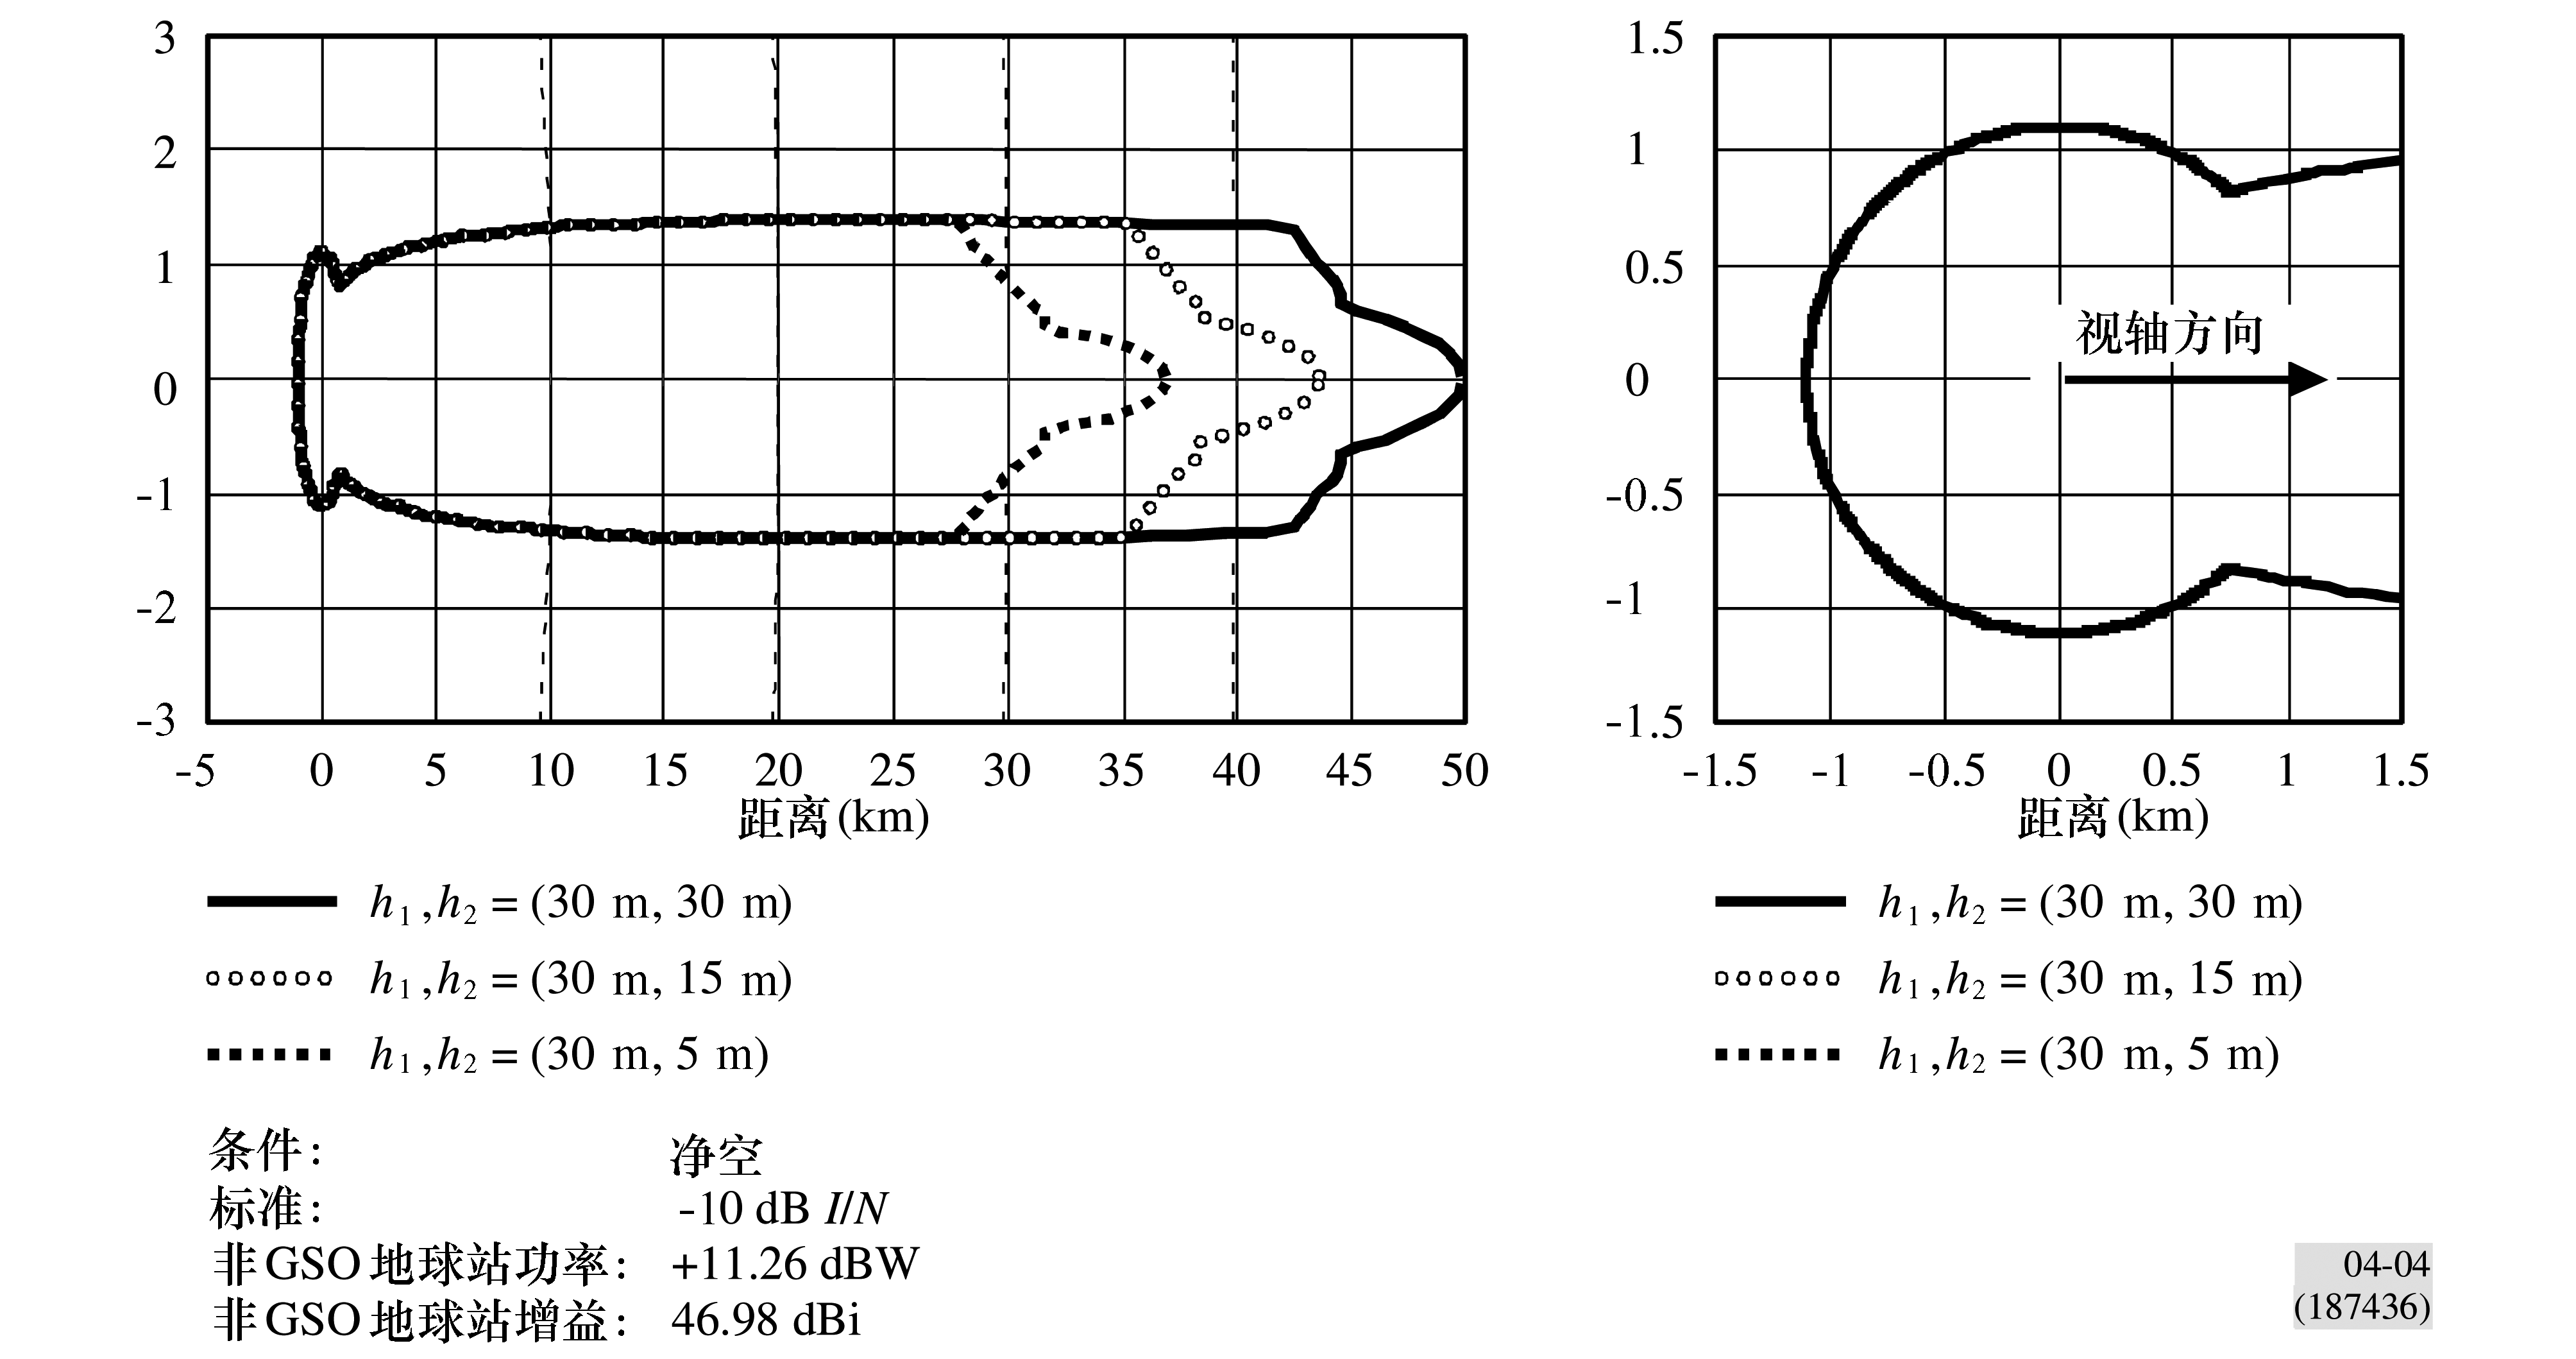 3
2
1
0
-1
-2
-3
-5 0 5 10 15 20 25 30 35 40 45 50
距离(km)
h1,h2 = (30 m, 30 m)
h1,h2 = (30 m, 15 m)
h1,h2 = (30 m, 5 m)
条件: 净空
标准: -10 dB I/N
非GSO地球站功率: +11.26 dBW
非GSO地球站增益: 46.98 dBi
1.5
1
0.5
0
-0.5
-1
-1.5
视轴方向
-1.5 -1 -0.5 0 0.5 1 1.5
距离(km)
h1,h2 = (30 m, 30 m)
h1,h2 = (30 m, 15 m)
h1,h2 = (30 m, 5 m)
04-04
(187436)